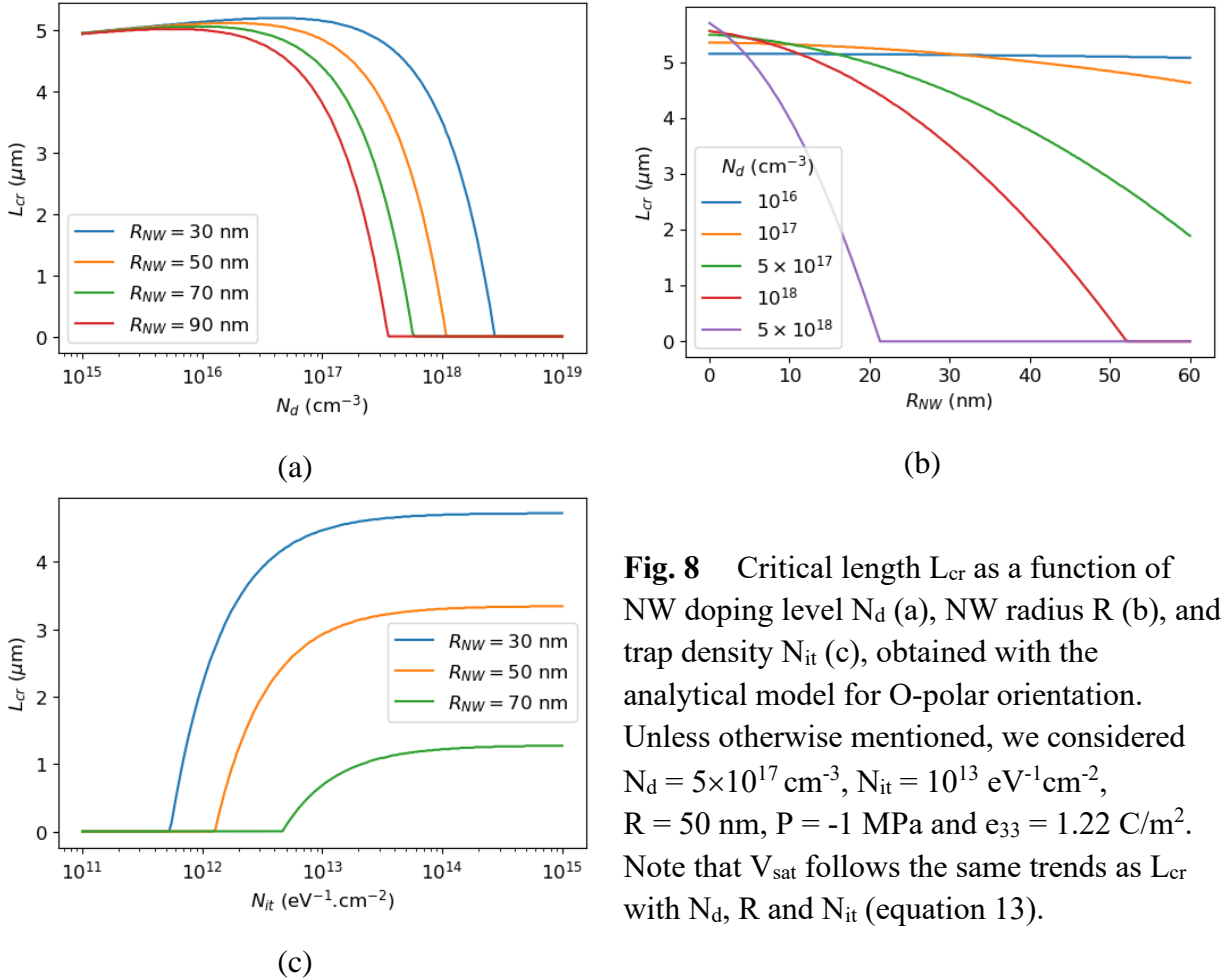 5
4
3
2
1
0
L_cr (μm)
R_NW = 30 nm
R_NW = 50 nm
R_NW = 70 nm
R_NW = 90 nm
10^15 10^16 10^17 10^18 10^19
N_d (cm^−3)
(a)
5
4
3
2
1
0
L_cr (μm)
N_d (cm^−3)
10^16
10^17
5 × 10^17
10^18
5 × 10^18
0 10 20 30 40 50 60
R_NW (nm)
(b)
4
3
2
1
0
L_cr (μm)
R_NW = 30 nm
R_NW = 50 nm
R_NW = 70 nm
10^11 10^12 10^13 10^14 10^15
N_it (eV^−1.cm^−2)
(c)
Fig. 8 Critical length L_cr as a function of
NW doping level N_d (a), NW radius R (b), and
trap density N_it (c), obtained with the
analytical model for O-polar orientation.
Unless otherwise mentioned, we considered
N_d = 5×10^17 cm^-3, N_it = 10^13 eV^-1cm^-2,
R = 50 nm, P = -1 MPa and e_33 = 1.22 C/m^2.
Note that V_sat follows the same trends as L_cr
with N_d, R and N_it (equation 13).